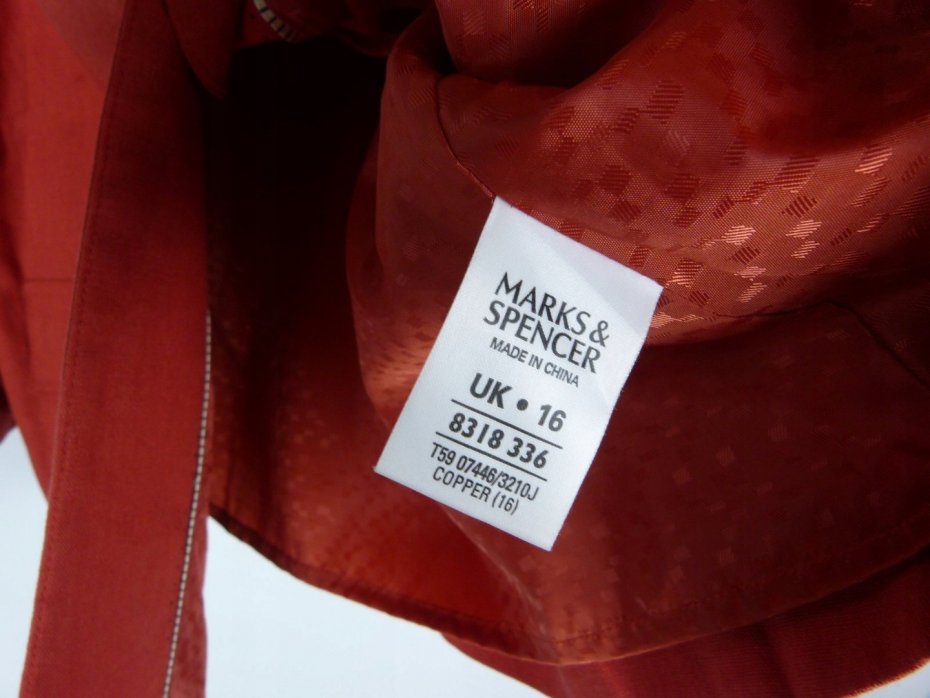 MARKS &
SPENCER
MADE IN CHINA
UK • 16
8318 336
T59 07446/3210J
COPPER (16)